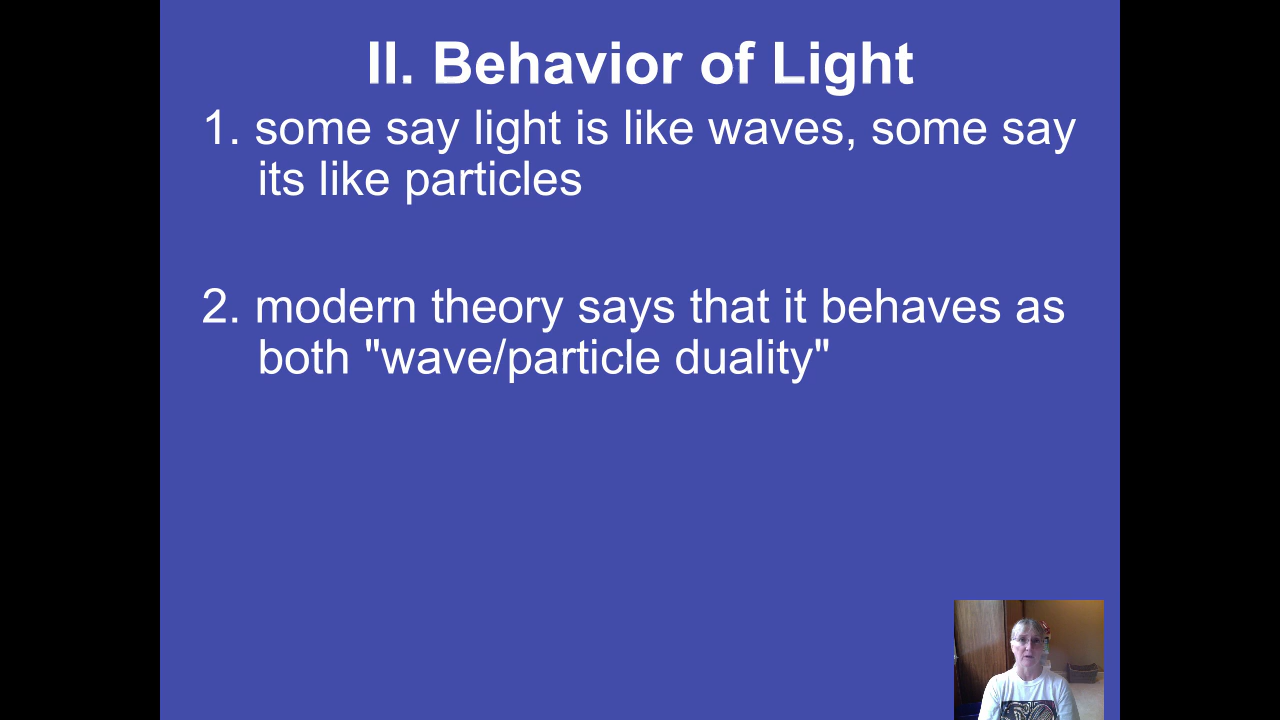 II. Behavior of Light
1. some say light is like waves, some say
its like particles
2. modern theory says that it behaves as
both "wave/particle duality"